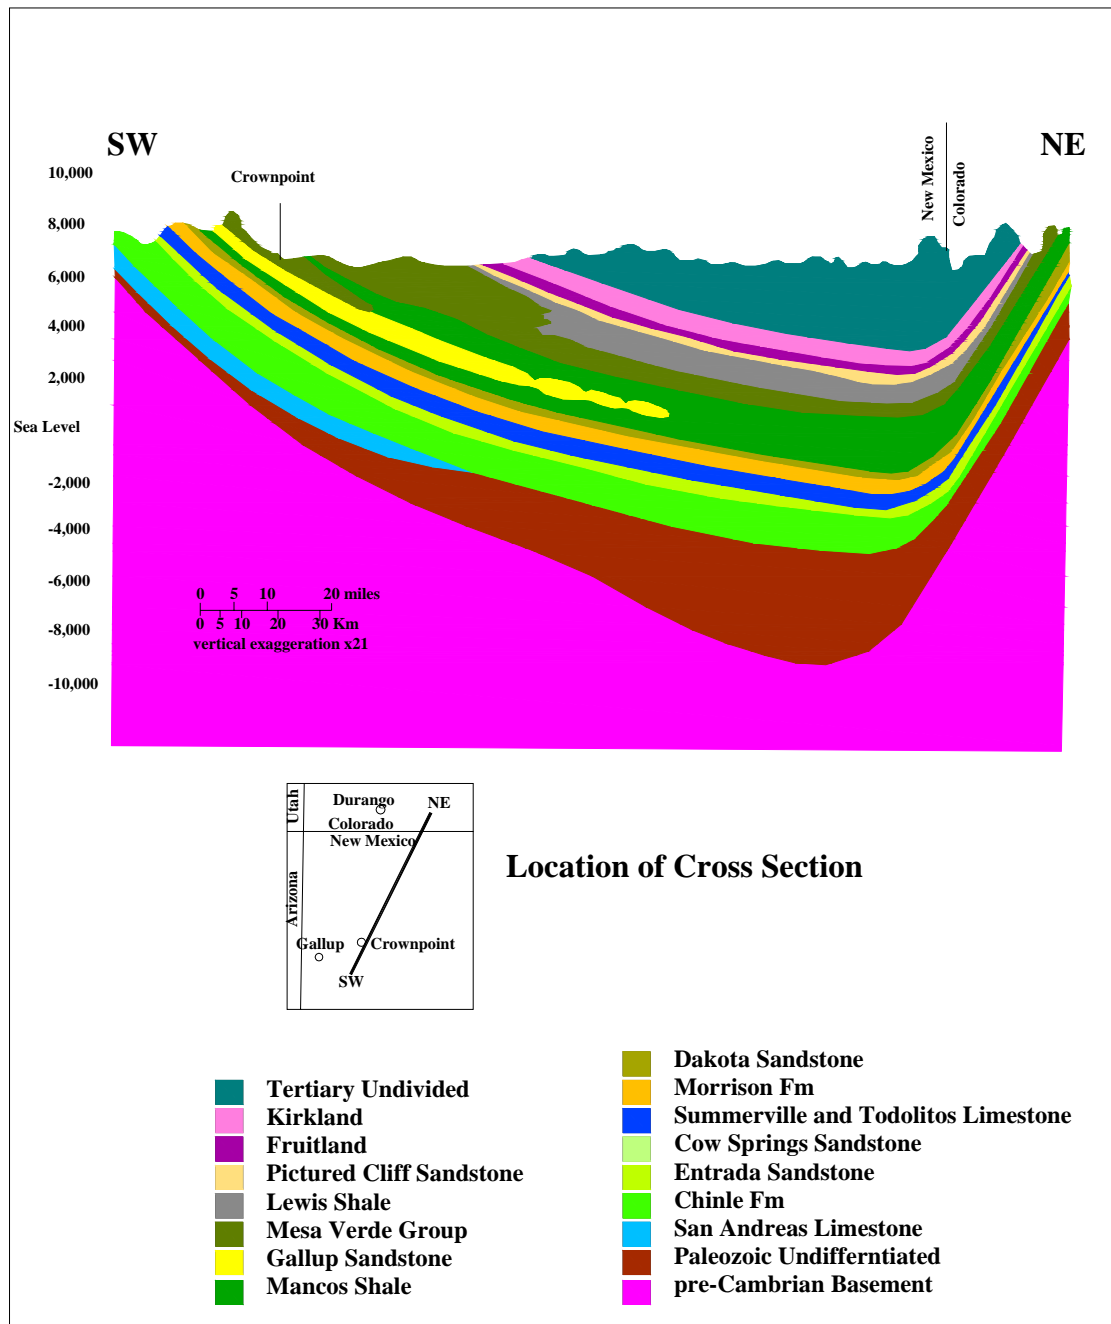 SW
NE
New Mexico
Colorado
Crownpoint
10,000
8,000
6,000
4,000
2,000
Sea Level
-2,000
-4,000
-6,000
-8,000
-10,000
0 5 10 20 miles
0 5 10 20 30 Km
vertical exaggeration x21
Utah
Durango
NE
Colorado
New Mexico
Arizona
Gallup
Crownpoint
SW
Location of Cross Section
Tertiary Undivided
Kirkland
Fruitland
Pictured Cliff Sandstone
Lewis Shale
Mesa Verde Group
Gallup Sandstone
Mancos Shale
Dakota Sandstone
Morrison Fm
Summerville and Todolitos Limestone
Cow Springs Sandstone
Entrada Sandstone
Chinle Fm
San Andreas Limestone
Paleozoic Undifferntiated
pre-Cambrian Basement